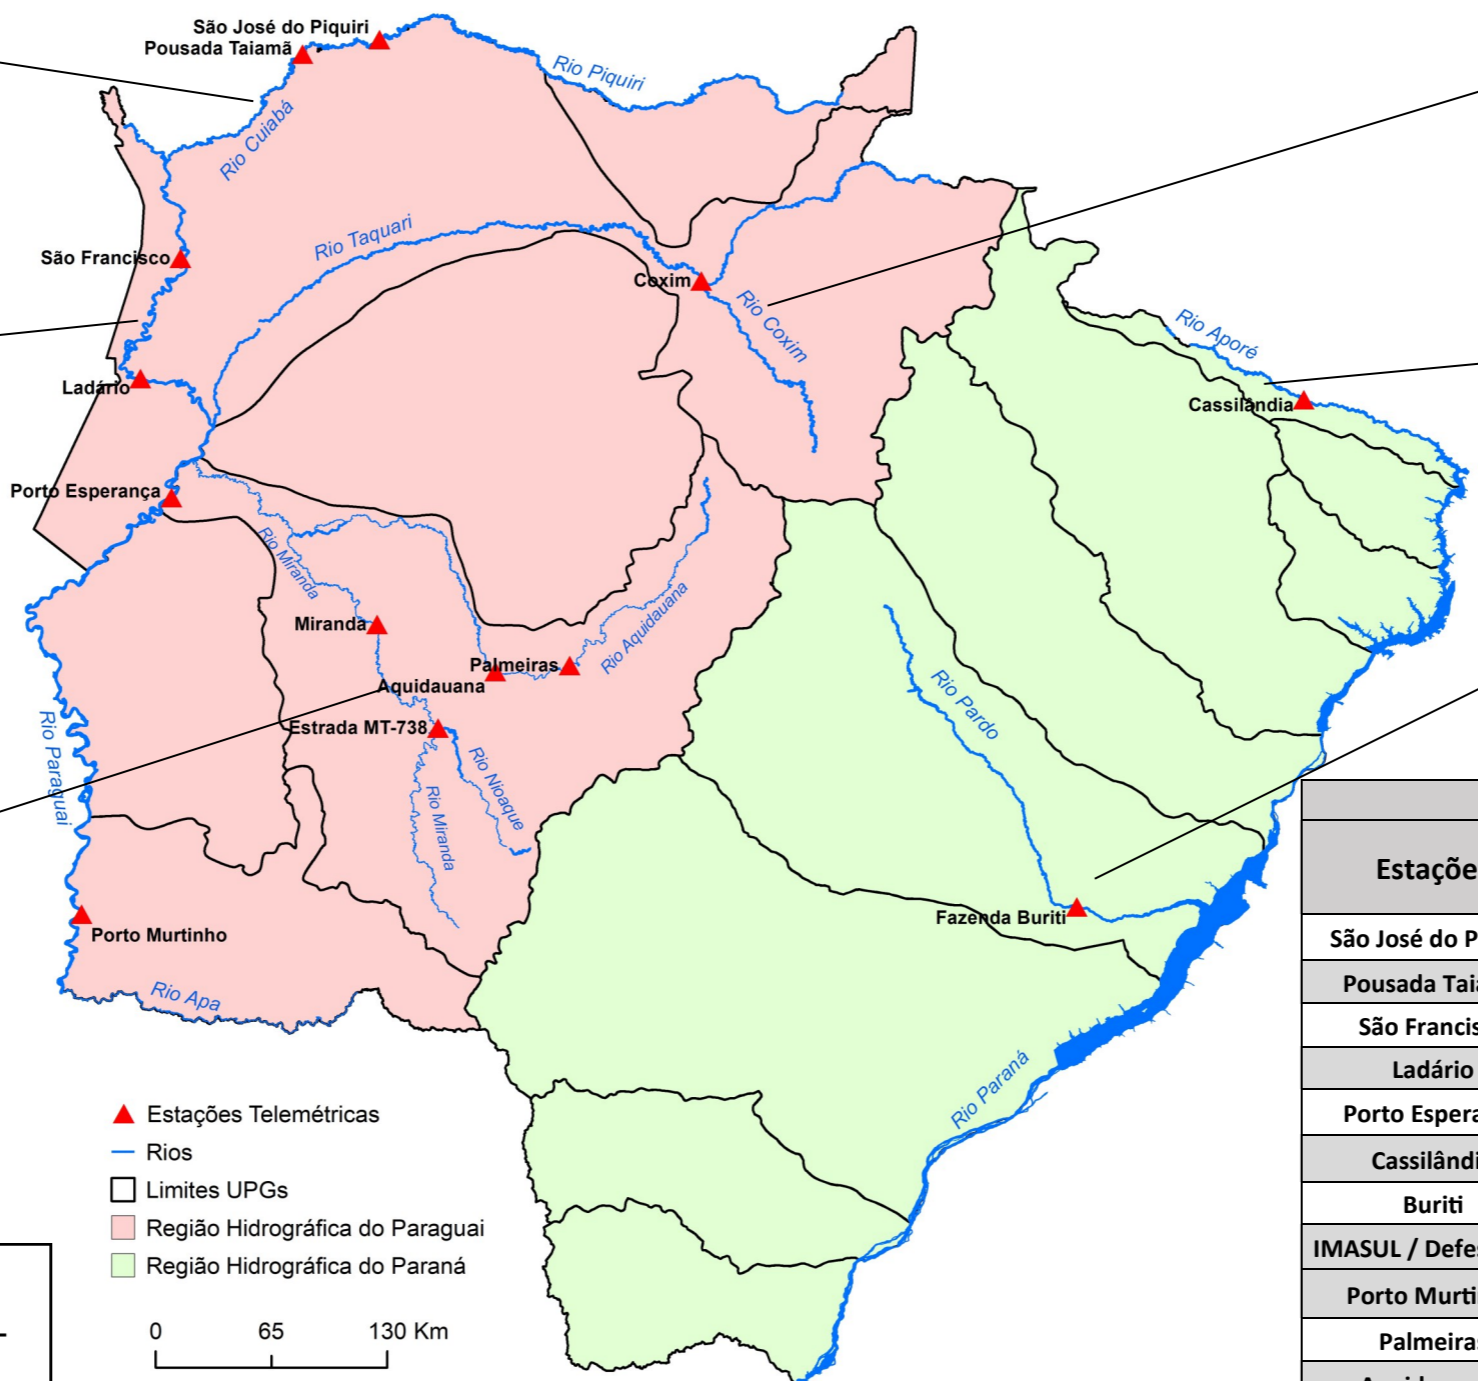 São José do Piquiri
Pousada Taiamã
Rio Piquiri
Rio Cuiabá
Rio Taquari
São Francisco
Coxim
Rio Coxim
Rio Aporé
Ladário
Cassilândia
Porto Esperança
Rio Miranda
Miranda
Rio Aquidauana
Palmeiras
Aquidauana
Rio Pardo
Estrada MT-738
Rio Paraguai
Rio Nioaque
Rio Miranda
Fazenda Buriti
Porto Murtinho
Rio Apa
Rio Paraná
Estações Telemétricas
Rios
Limites UPGs
Região Hidrográfica do Paraguai
Região Hidrográfica do Paraná
0 65 130 Km
Estaçõe
São José do P
Pousada Taia
São Francis
Ladário
Porto Espera
Cassilândi
Buriti
IMASUL / Defe
Porto Murti
Palmeiras